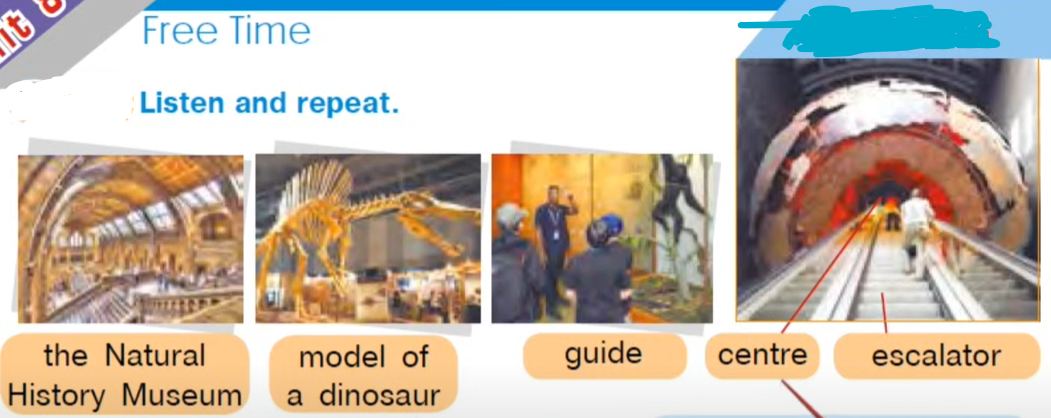 Free Time
Listen and repeat.
the Natural
History Museum
model of
a dinosaur
guide
centre
escalator